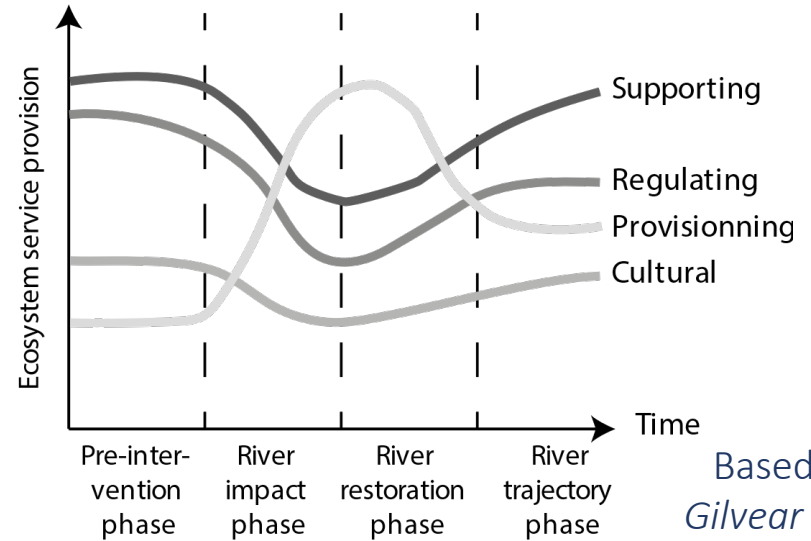 Ecosystem service provision
Supporting
Regulating
Provisionning
Cultural
Time
Pre-inter-
vention
phase
River
impact
phase
River
restoration
phase
River
trajectory
phase
Based
Gilvear